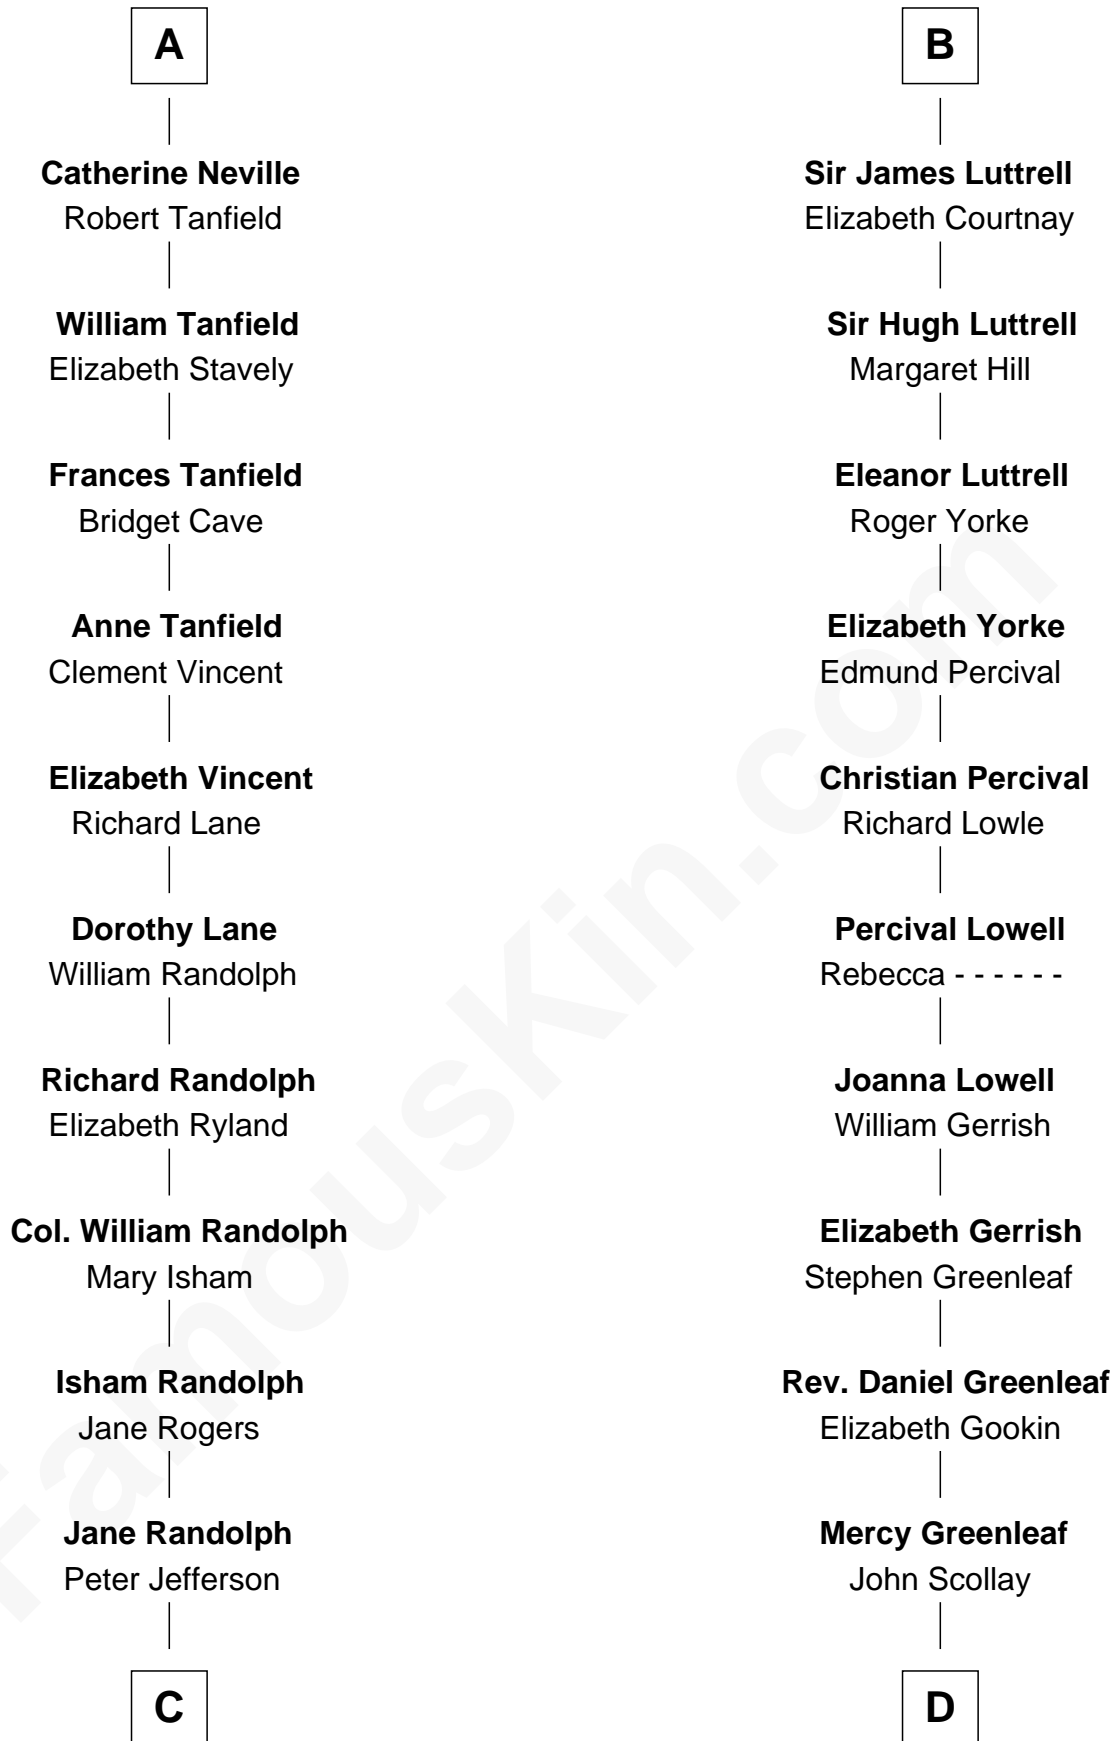 A
Catherine Neville
Robert Tanfield
William Tanfield
Elizabeth Stavely
Frances Tanfield
Bridget Cave
Anne Tanfield
Clement Vincent
Elizabeth Vincent
Richard Lane
Dorothy Lane
William Randolph
Richard Randolph
Elizabeth Ryland
Col. William Randolph
Mary Isham
Isham Randolph
Jane Rogers
Jane Randolph
Peter Jefferson
C
B
Sir James Luttrell
Elizabeth Courtnay
Sir Hugh Luttrell
Margaret Hill
Eleanor Luttrell
Roger Yorke
Elizabeth Yorke
Edmund Percival
Christian Percival
Richard Lowle
Percival Lowell
Rebecca - - - - - -
Joanna Lowell
William Gerrish
Elizabeth Gerrish
Stephen Greenleaf
Rev. Daniel Greenleaf
Elizabeth Gookin
Mercy Greenleaf
John Scollay
D
FamousKin.com